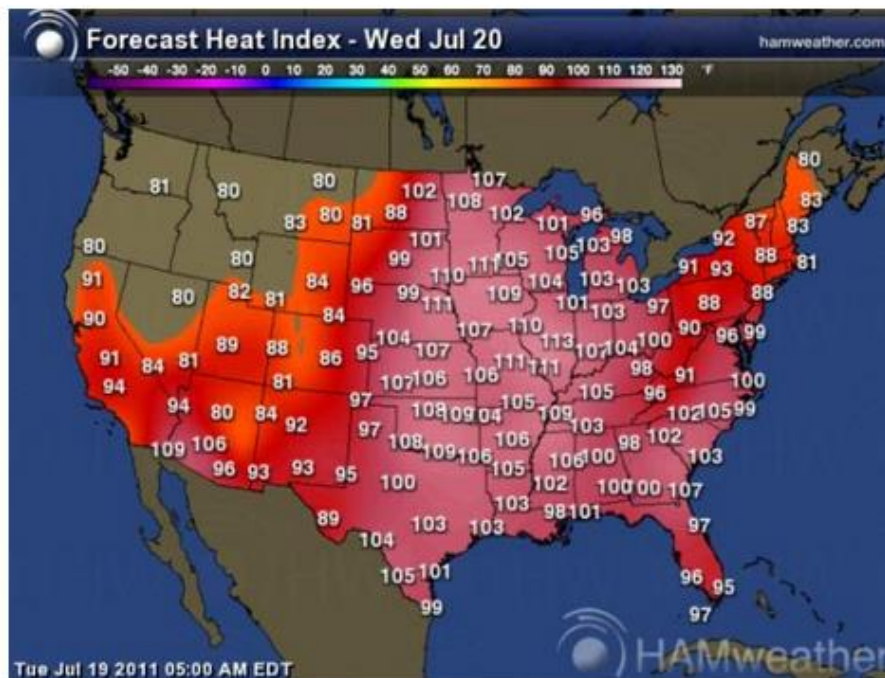 Forecast Heat Index - Wed Jul 20
hamweather.com
-50 -40 -30 -20 -10 0 10 20 30 40 50 60 70 80 90 100 110 120 130 °F
80
107
81 80 80 102 108 83
83 80 81 88 102 101 96 87 83
80 101 105 103 98 92
91 80 99 111 105 88 81
82 81 84 96 110 104 103 103 91 93
80 99 111 109 101 103 97 88 88
90 84 107 110 90 96 99
91 89 88 86 95 104 107 113 107 104 100
84 81 111 111 98
94 81 107 106 106 105 96 91 100
94 80 84 92 97 108 109 104 105 109 103 102 105 99
109 106 97 108 109 106 106 106 100 98 102 103
96 93 93 95 100 105 102 100 100 107
89 103 103 98 101 97
104 103
105 101 96 95
99 97
HAMweather
Tue Jul 19 2011 05:00 AM EDT